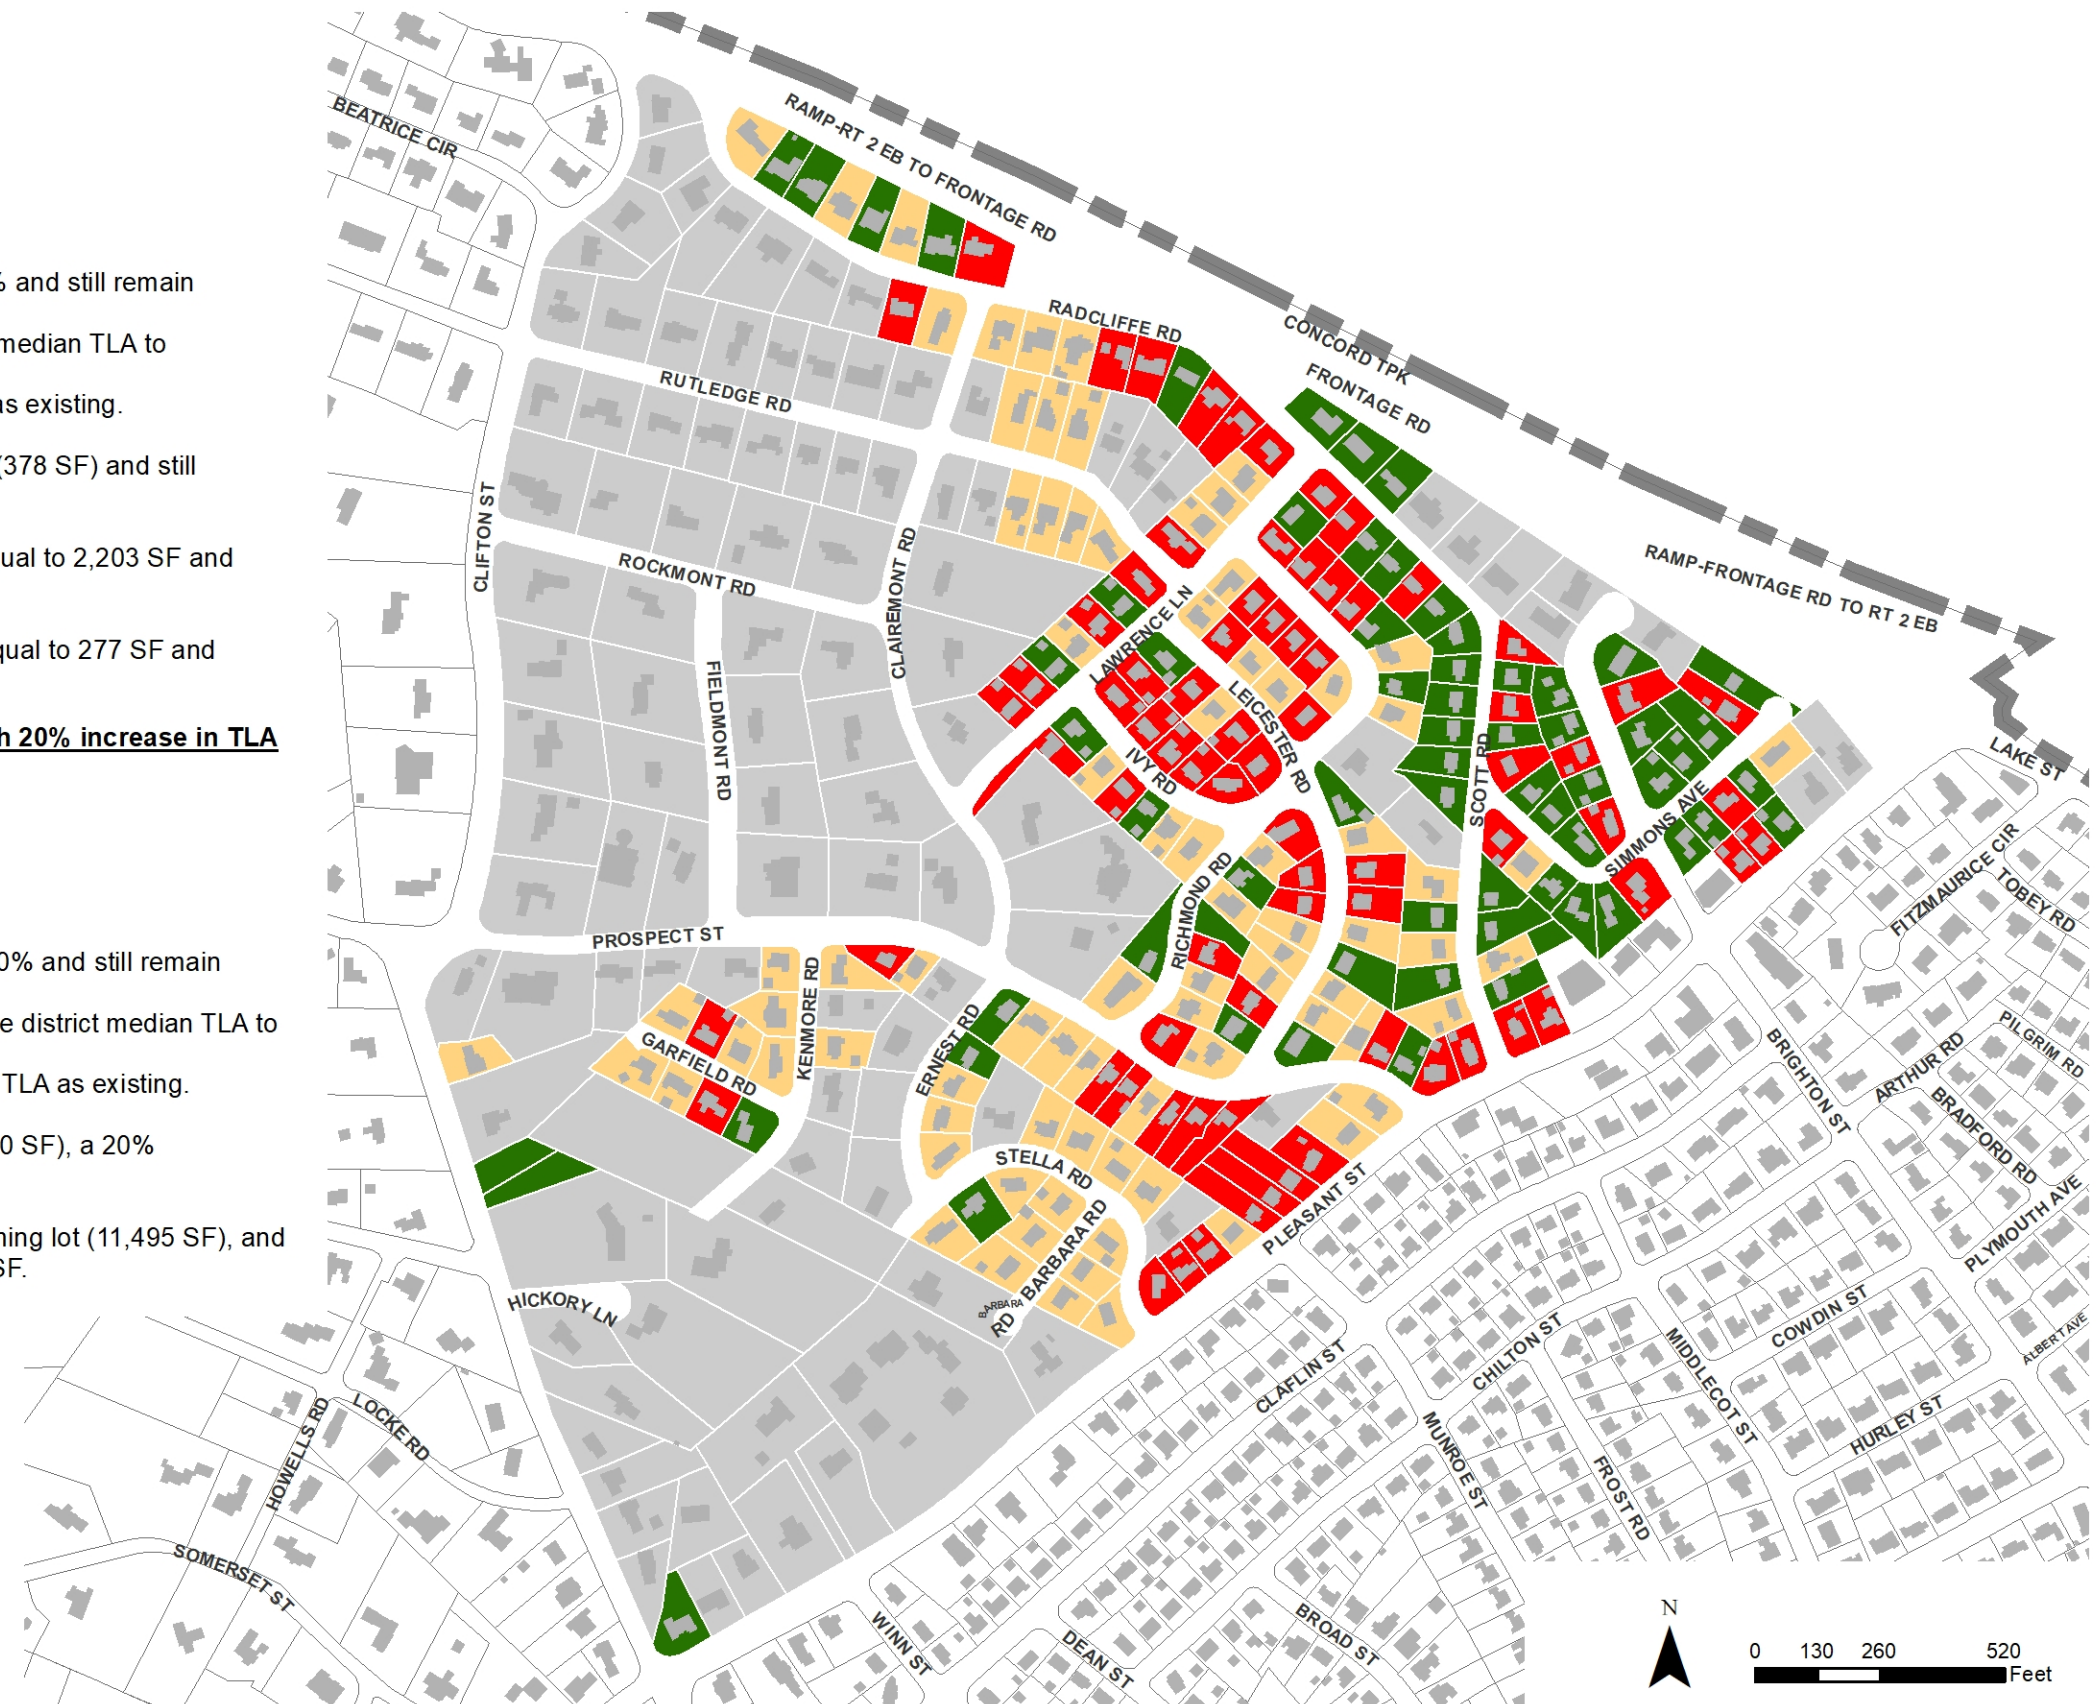 % and still remain
median TLA to
as existing.
(378 SF) and still
qual to 2,203 SF and
qual to 277 SF and
h 20% increase in TLA
0% and still remain
e district median TLA to
TLA as existing.
0 SF), a 20%
ning lot (11,495 SF), and
SF.
BEATRICE CIR
RAMP-RT 2 EB TO FRONTAGE RD
RADCLIFFE RD
CONCORD TPK
FRONTAGE RD
RUTLEDGE RD
CLIFTON ST
ROCKMONT RD
CLAIREMONT RD
FIELDMONT RD
LAWRENCE LN
LEICESTER RD
IVY RD
SCOTT RD
RAMP-FRONTAGE RD TO RT 2 EB
LAKE ST
SIMMONS AVE
FITZMAURICE CIR
TOBEY RD
RICHMOND RD
PROSPECT ST
KENMORE RD
GARFIELD RD
ERNEST RD
STELLA RD
BARBARA RD
BARBARA
RD
PLEASANT ST
BRIGHTON ST
ARTHUR RD
PILGRIM RD
BRADFORD RD
PLYMOUTH AVE
HICKORY LN
HOWELLS RD
LOCKE RD
SOMERSET ST
CLAFLIN ST
CHILTON ST
MIDDLECOT ST
COWDIN ST
ALBERT AVE
HURLEY ST
MUNROE ST
FROST RD
WINN ST
DEAN ST
BROAD ST
N
0 130 260 520
Feet